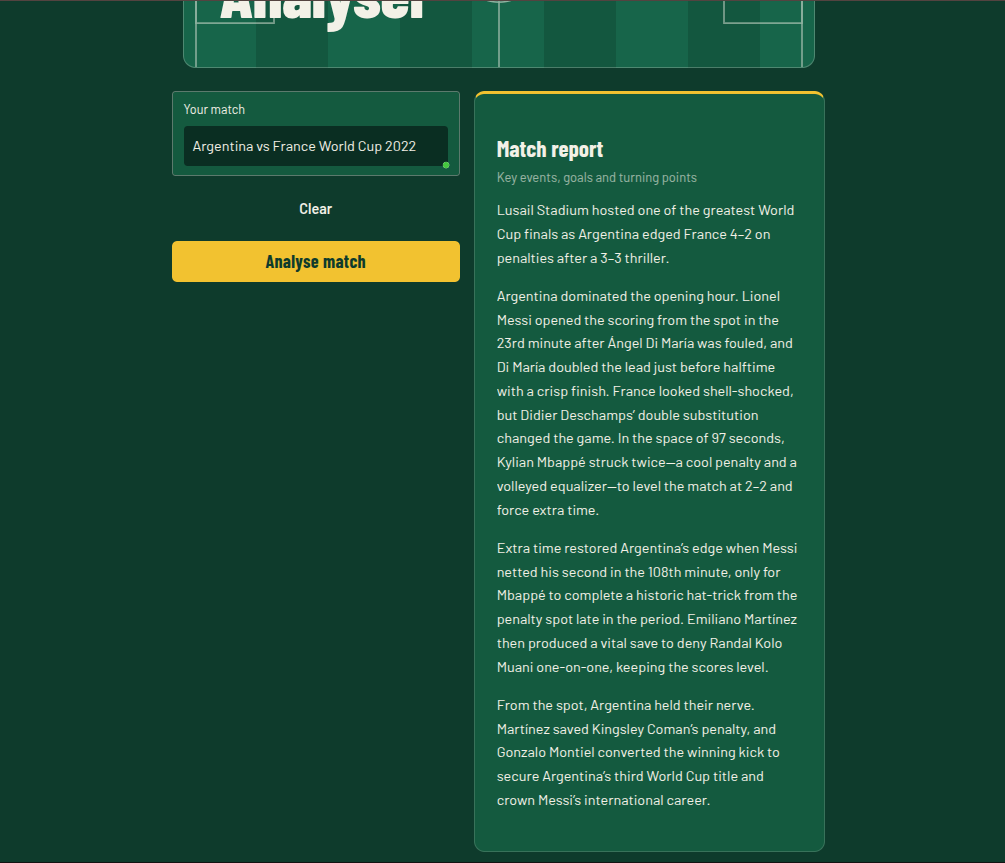 Analyser
Your match
Argentina vs France World Cup 2022
Clear
Analyse match
Match report
Key events, goals and turning points
Lusail Stadium hosted one of the greatest World
Cup finals as Argentina edged France 4–2 on
penalties after a 3–3 thriller.
Argentina dominated the opening hour. Lionel
Messi opened the scoring from the spot in the
23rd minute after Ángel Di María was fouled, and
Di María doubled the lead just before halftime
with a crisp finish. France looked shell-shocked,
but Didier Deschamps’ double substitution
changed the game. In the space of 97 seconds,
Kylian Mbappé struck twice—a cool penalty and a
volleyed equalizer—to level the match at 2–2 and
force extra time.
Extra time restored Argentina’s edge when Messi
netted his second in the 108th minute, only for
Mbappé to complete a historic hat-trick from the
penalty spot late in the period. Emiliano Martínez
then produced a vital save to deny Randal Kolo
Muani one-on-one, keeping the scores level.
From the spot, Argentina held their nerve.
Martínez saved Kingsley Coman’s penalty, and
Gonzalo Montiel converted the winning kick to
secure Argentina’s third World Cup title and
crown Messi’s international career.